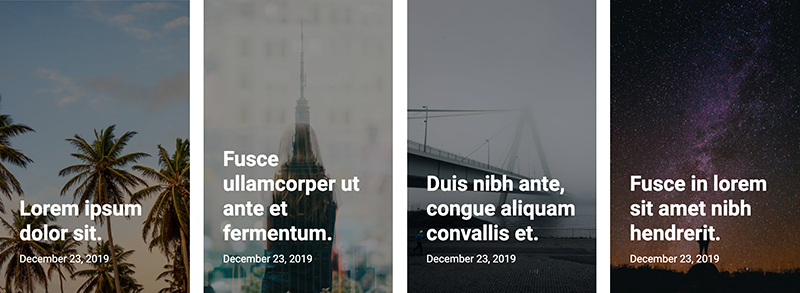 Lorem ipsum
dolor sit.
December 23, 2019
Fusce
ullamcorper ut
ante et
fermentum.
December 23, 2019
Duis nibh ante,
congue aliquam
convallis et.
December 23, 2019
Fusce in lorem
sit amet nibh
hendrerit.
December 23, 2019